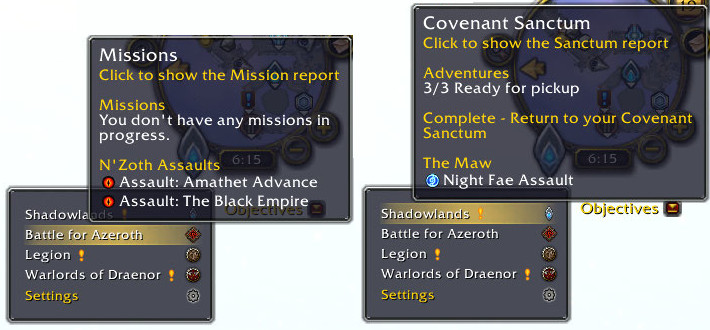 Missions
Click to show the Mission report
Missions
You don't have any missions in
progress.
N'Zoth Assaults
Assault: Amathet Advance
Assault: The Black Empire
6:15
Shadowlands !
Objectives
Battle for Azeroth
Legion !
Warlords of Draenor !
Settings
Covenant Sanctum
Click to show the Sanctum report
Adventures
3/3 Ready for pickup
Complete - Return to your Covenant
Sanctum
The Maw
6:15
Night Fae Assault
Shadowlands !
Objectives
Battle for Azeroth
Legion !
Warlords of Draenor !
Settings